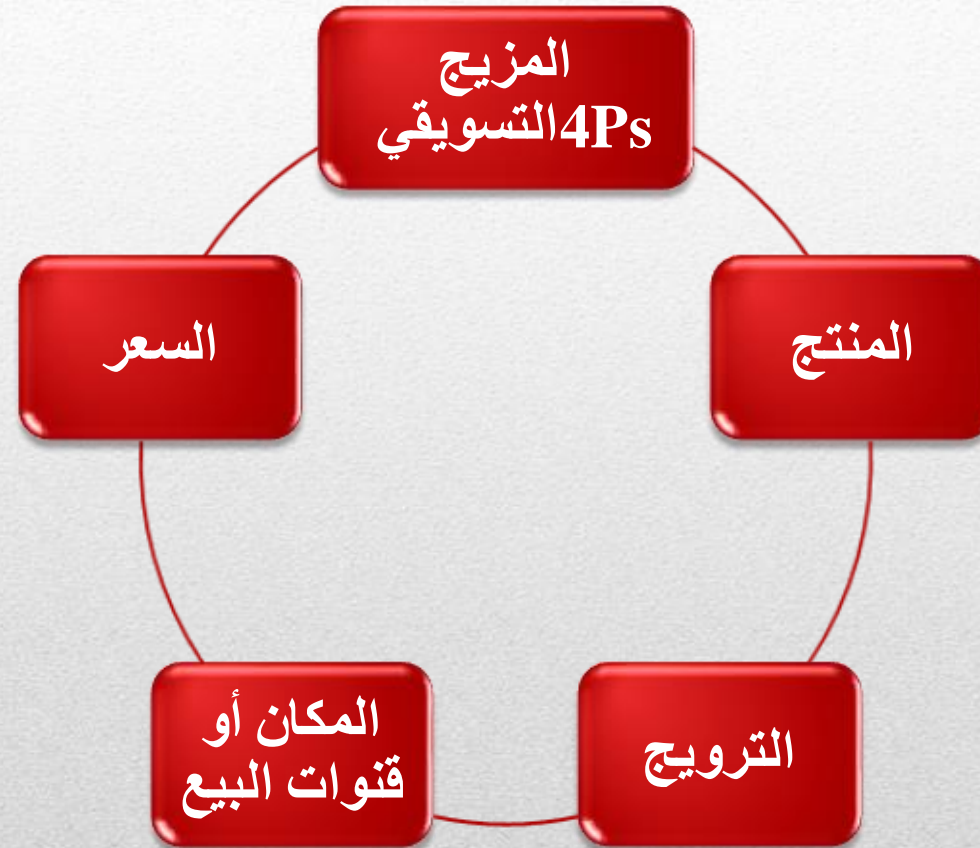 المزيج
التسويقي4Ps
المنتج
السعر
الترويج
المكان أو
قنوات البيع